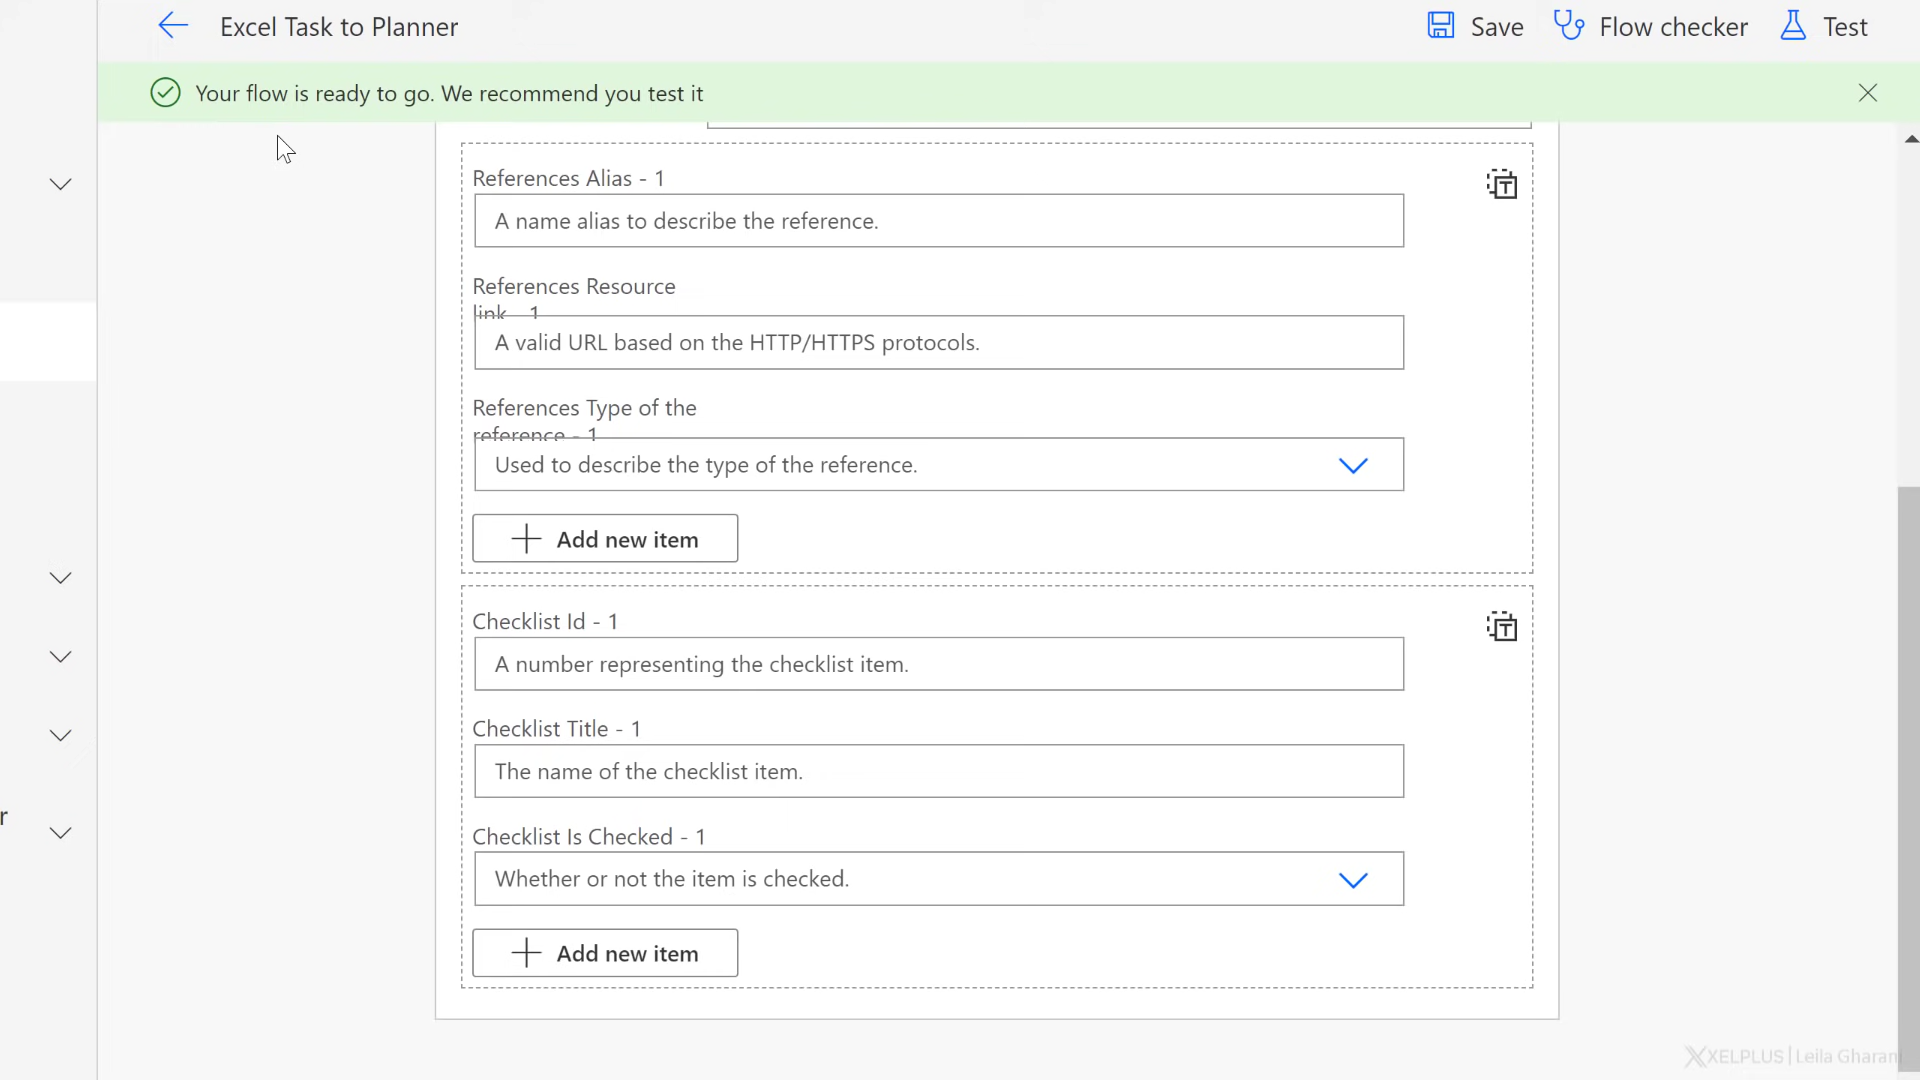 Excel Task to Planner
Save
Flow checker
Test
Your flow is ready to go. We recommend you test it
References Alias - 1
A name alias to describe the reference.
References Resource
link - 1
A valid URL based on the HTTP/HTTPS protocols.
References Type of the
reference - 1
Used to describe the type of the reference.
Add new item
Checklist Id - 1
A number representing the checklist item.
Checklist Title - 1
The name of the checklist item.
r
Checklist Is Checked - 1
Whether or not the item is checked.
Add new item
XELPLUS | Leila Gharani